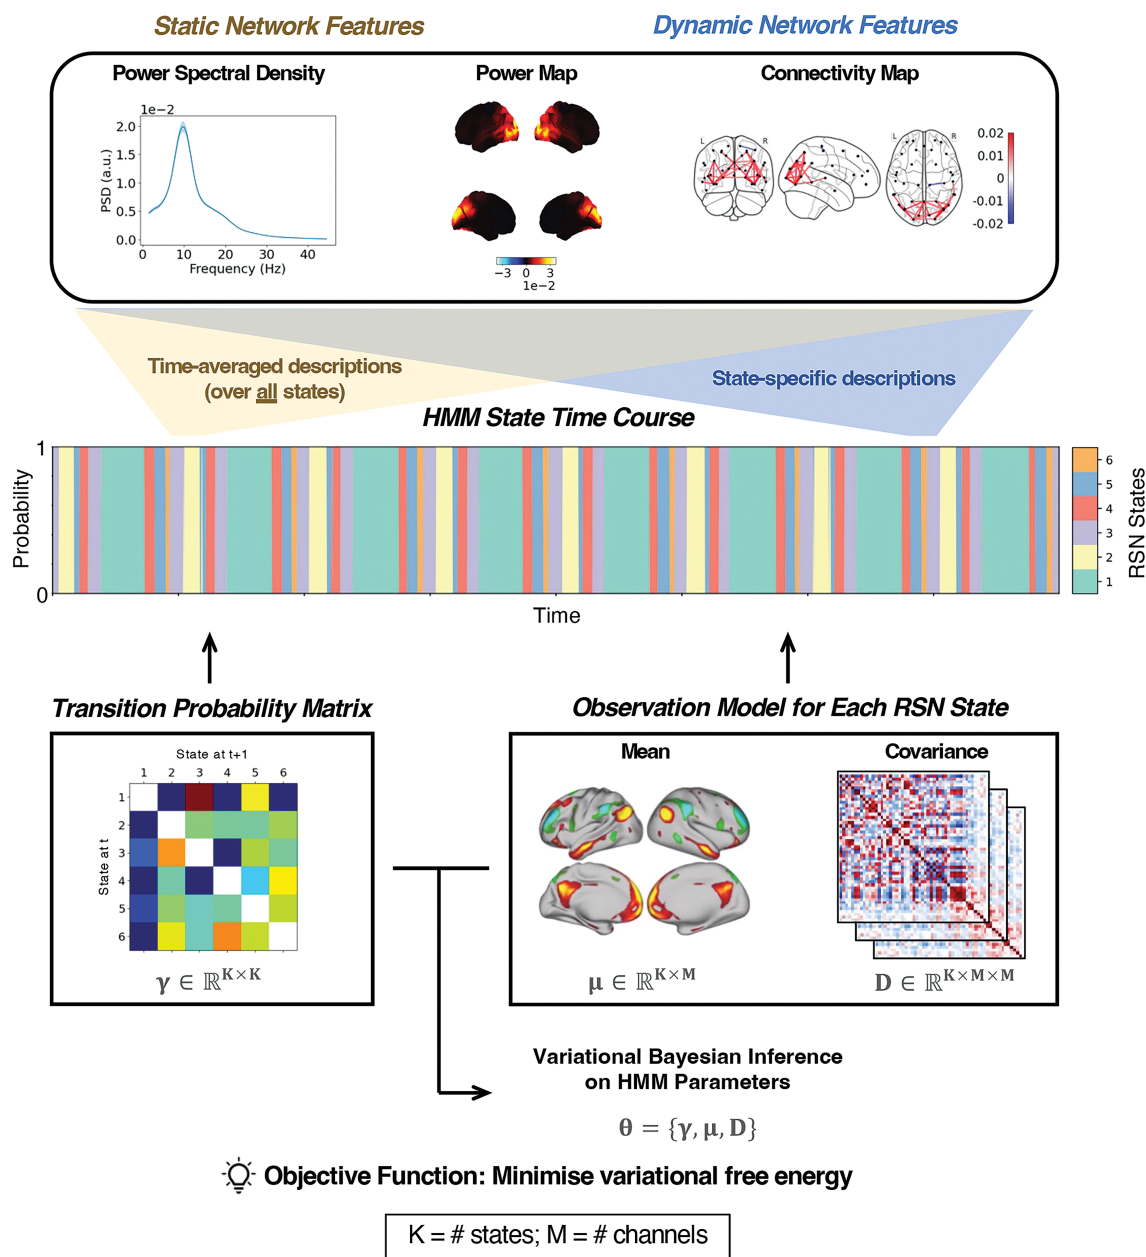 Static Network Features
Dynamic Network Features
Power Spectral Density
Power Map
Connectivity Map
1e−2
2.0
1.5
1.0
0.5
0.0
PSD (a.u.)
0 10 20 30 40
Frequency (Hz)
−3 0 3
1e−2
L R
L R
0.02
0.01
0
-0.01
-0.02
Time-averaged descriptions
(over all states)
State-specific descriptions
HMM State Time Course
1
0
Probability
Time
6
5
4
3
2
1
RSN States
Transition Probability Matrix
State at t+1
1 2 3 4 5 6
State at t
1
2
3
4
5
6
γ ∈ ℝ^K×K
Observation Model for Each RSN State
Mean
Covariance
μ ∈ ℝ^K×M
D ∈ ℝ^K×M×M
Variational Bayesian Inference
on HMM Parameters
θ = {γ, μ, D}
Objective Function: Minimise variational free energy
K = # states; M = # channels